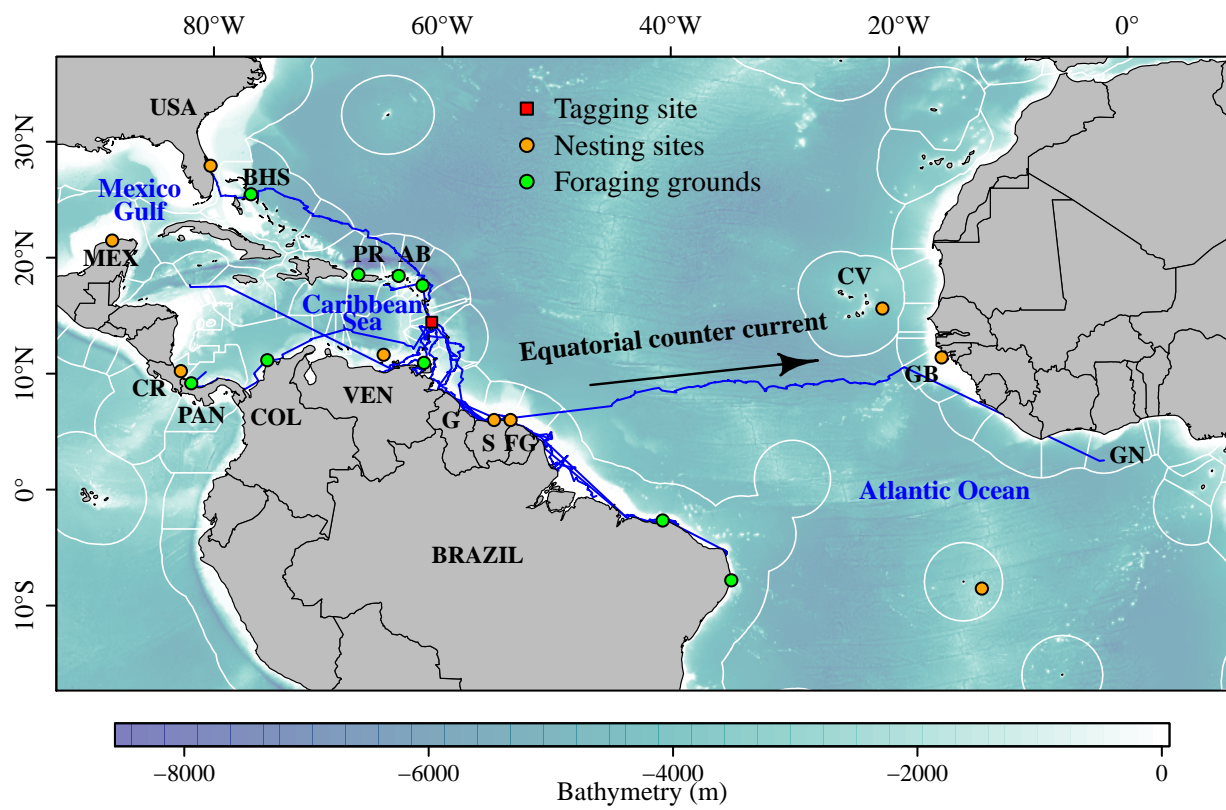 80°W 60°W 40°W 20°W 0°
30°N
20°N
10°N
0°
10°S
USA
Tagging site
Nesting sites
Foraging grounds
BHS
Mexico
Gulf
MEX
PR AB
CV
Caribbean
Sea
Equatorial counter current
CR
PAN
COL
VEN
G
S FG
GB
GN
Atlantic Ocean
BRAZIL
−8000 −6000 −4000 −2000 0
Bathymetry (m)